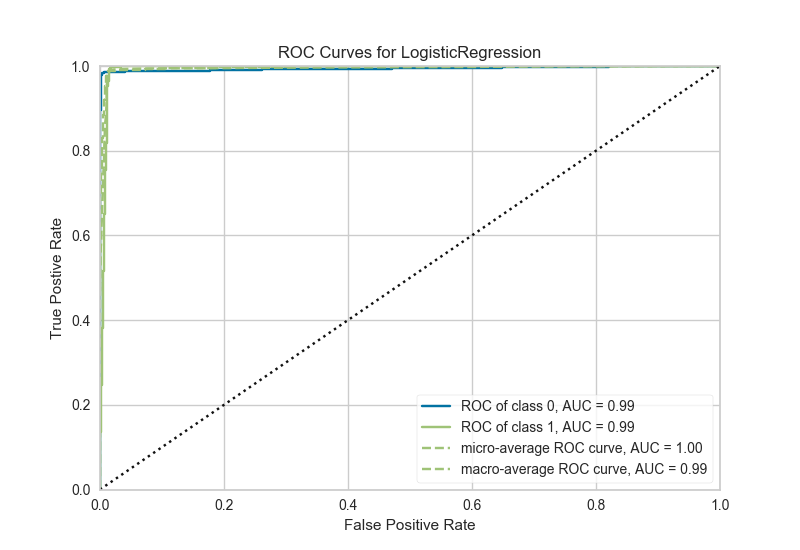 ROC Curves for LogisticRegression
1.0
0.8
0.6
0.4
0.2
0.0
True Postive Rate
0.0 0.2 0.4 0.6 0.8 1.0
False Positive Rate
ROC of class 0, AUC = 0.99
ROC of class 1, AUC = 0.99
micro-average ROC curve, AUC = 1.00
macro-average ROC curve, AUC = 0.99